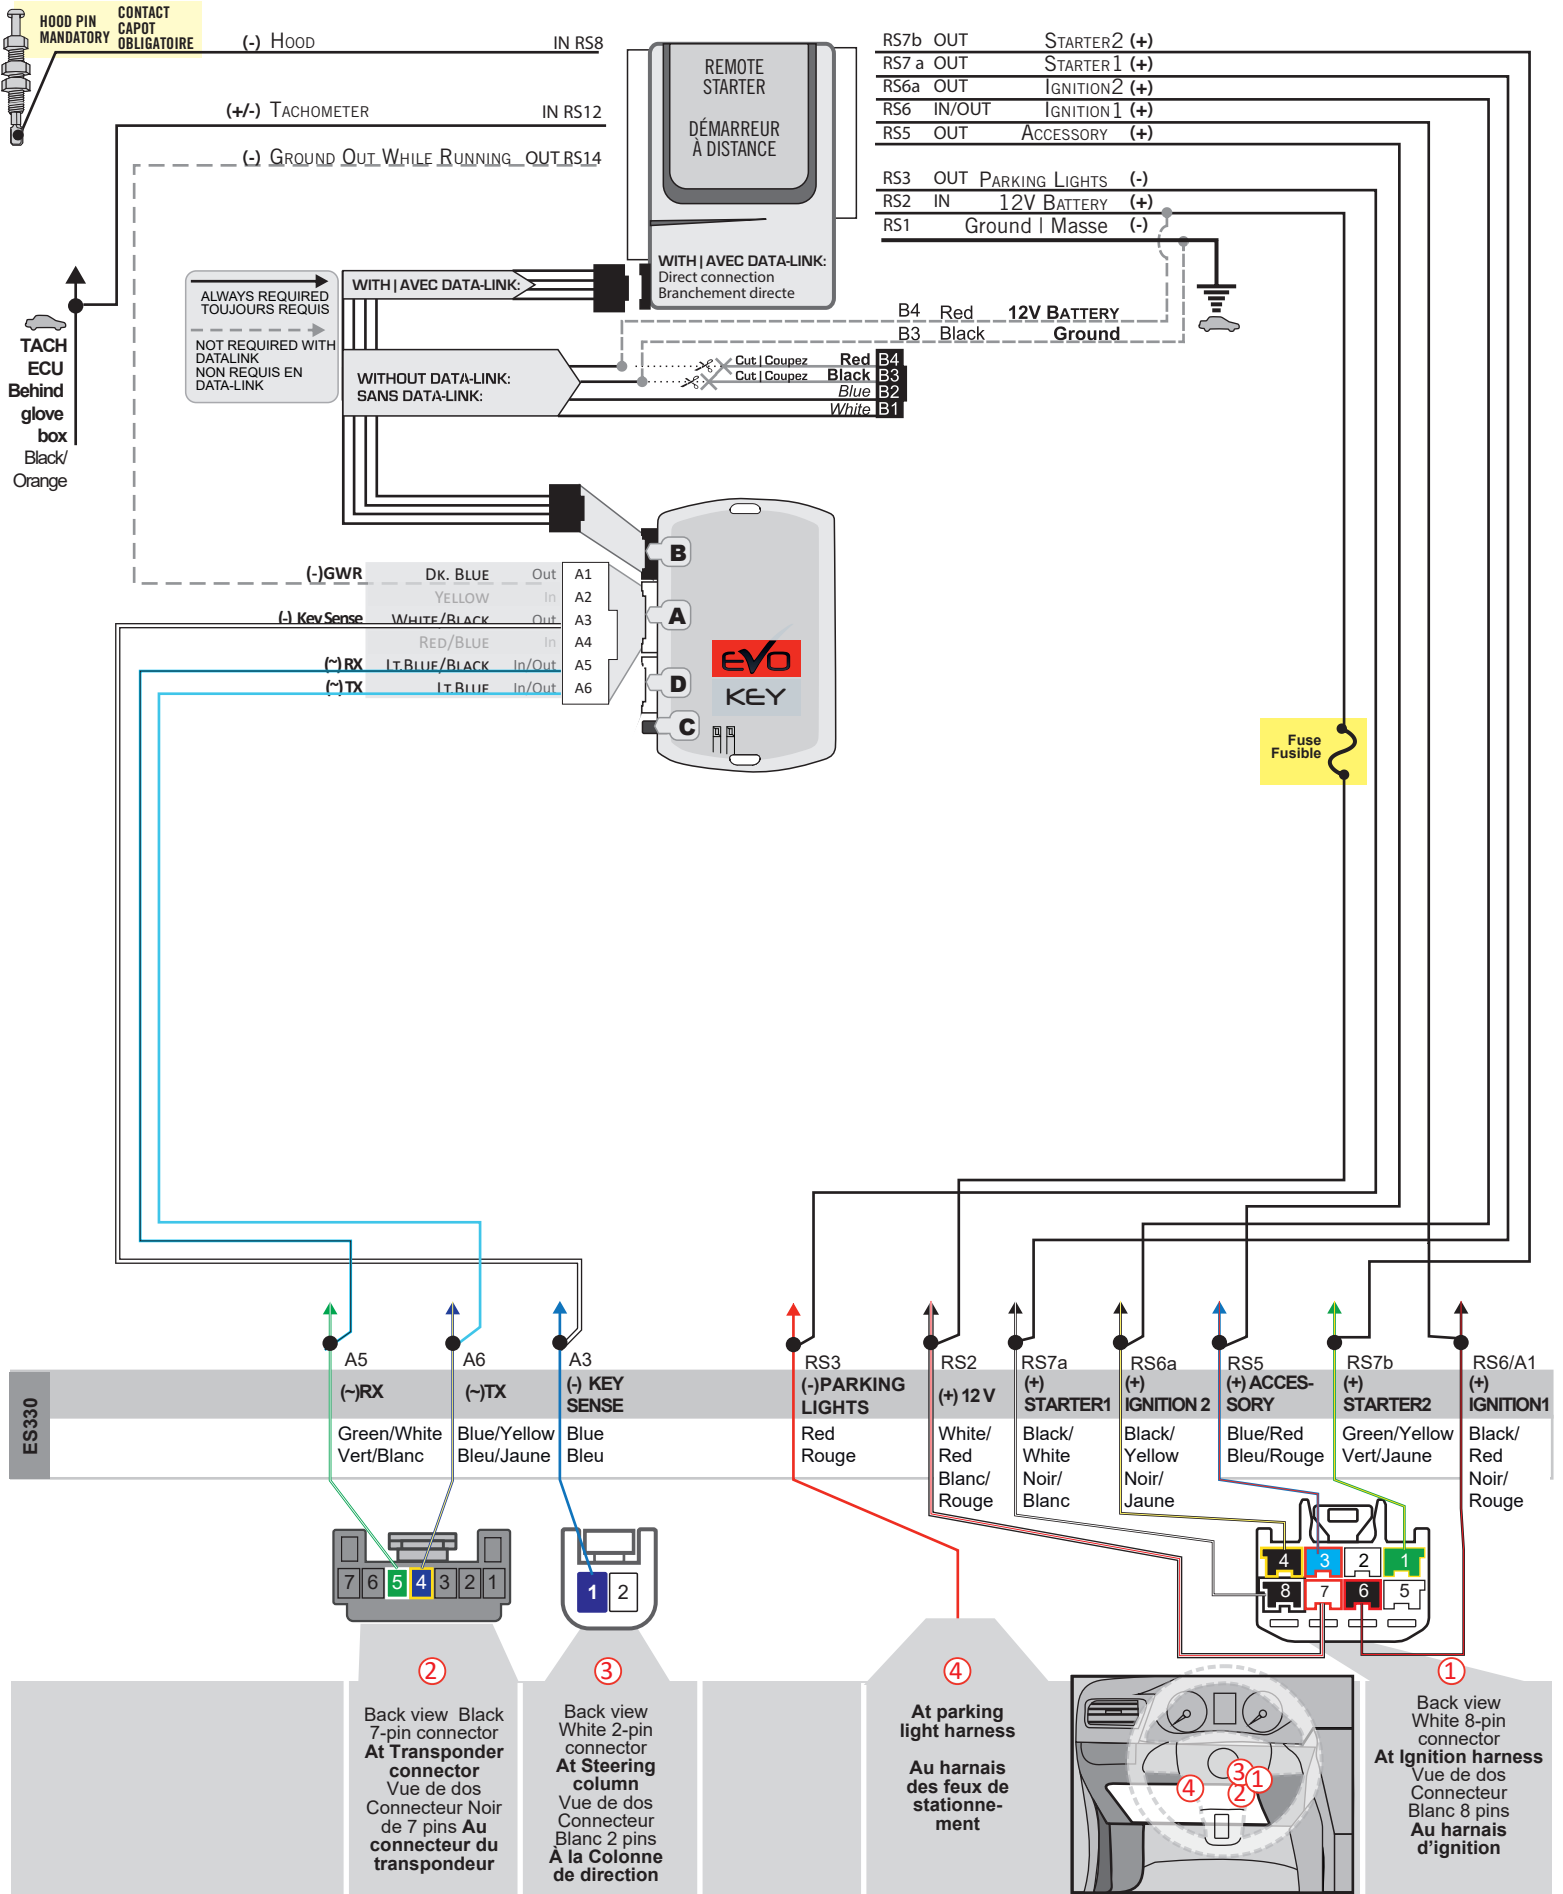 HOOD PIN
MANDATORY
CONTACT
CAPOT
OBLIGATOIRE
(-) HOOD IN RS8
(+/-) TACHOMETER IN RS12
(-) GROUND OUT WHILE RUNNING OUT RS14
REMOTE
STARTER
DÉMARREUR
À DISTANCE
WITH | AVEC DATA-LINK:
Direct connection
Branchement directe
RS7b OUT STARTER2 (+)
RS7 a OUT STARTER1 (+)
RS6a OUT IGNITION2 (+)
RS6 IN/OUT IGNITION1 (+)
RS5 OUT ACCESSORY (+)
RS3 OUT PARKING LIGHTS (-)
RS2 IN 12V BATTERY (+)
RS1 Ground | Masse (-)
ALWAYS REQUIRED
TOUJOURS REQUIS
NOT REQUIRED WITH
DATALINK
NON REQUIS EN
DATA-LINK
WITH | AVEC DATA-LINK:
WITHOUT DATA-LINK:
SANS DATA-LINK:
B4 Red 12V BATTERY
B3 Black Ground
Cut | Coupez Red B4
Cut | Coupez Black B3
Blue B2
White B1
TACH
ECU
Behind
glove
box
Black/
Orange
(-)GWR DK. BLUE Out A1
YELLOW In A2
(-) Key Sense WHITE/BLACK Out A3
RED/BLUE In A4
(~) RX LT.BLUE/BLACK In/Out A5
(~) TX LT.BLUE In/Out A6
B
A
D
C
EVO
KEY
Fuse
Fusible
ES330
A5
(~)RX
Green/White
Vert/Blanc
A6
(~)TX
Blue/Yellow
Bleu/Jaune
A3
(-) KEY
SENSE
Blue
Bleu
RS3
(-)PARKING
LIGHTS
Red
Rouge
RS2
(+) 12 V
White/
Red
Blanc/
Rouge
RS7a
(+)
STARTER1
Black/
White
Noir/
Blanc
RS6a
(+)
IGNITION 2
Black/
Yellow
Noir/
Jaune
RS5
(+) ACCES-
SORY
Blue/Red
Bleu/Rouge
RS7b
(+)
STARTER2
Green/Yellow
Vert/Jaune
RS6/A1
(+)
IGNITION1
Black/
Red
Noir/
Rouge
7 6 5 4 3 2 1
1 2
4 3 2 1
8 7 6 5
2
Back view Black
7-pin connector
At Transponder
connector
Vue de dos
Connecteur Noir
de 7 pins Au
connecteur du
transpondeur
3
Back view
White 2-pin
connector
At Steering
column
Vue de dos
Connecteur
Blanc 2 pins
À la Colonne
de direction
4
At parking
light harness
Au harnais
des feux de
stationne-
ment
3
1
4
2
1
Back view
White 8-pin
connector
At Ignition harness
Vue de dos
Connecteur
Blanc 8 pins
Au harnais
d'ignition